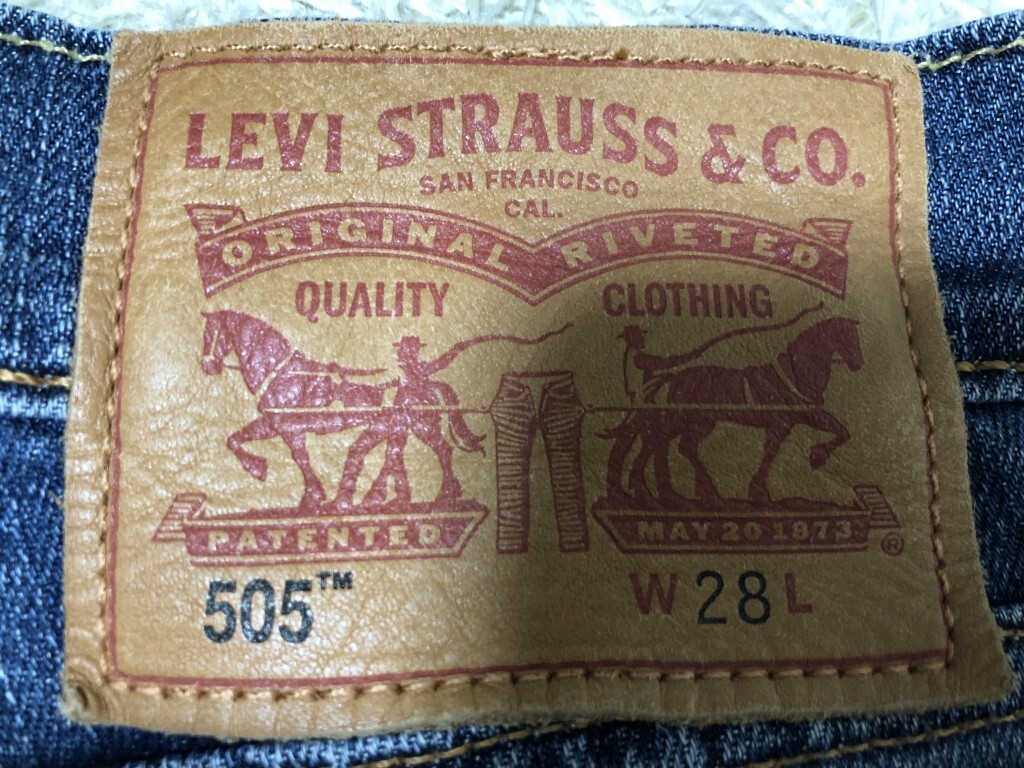 LEVI STRAUSS & CO.
SAN FRANCISCO
CAL.
ORIGINAL RIVETED
QUALITY CLOTHING
PATENTED MAY 20 1873
®
505™ W 28 L